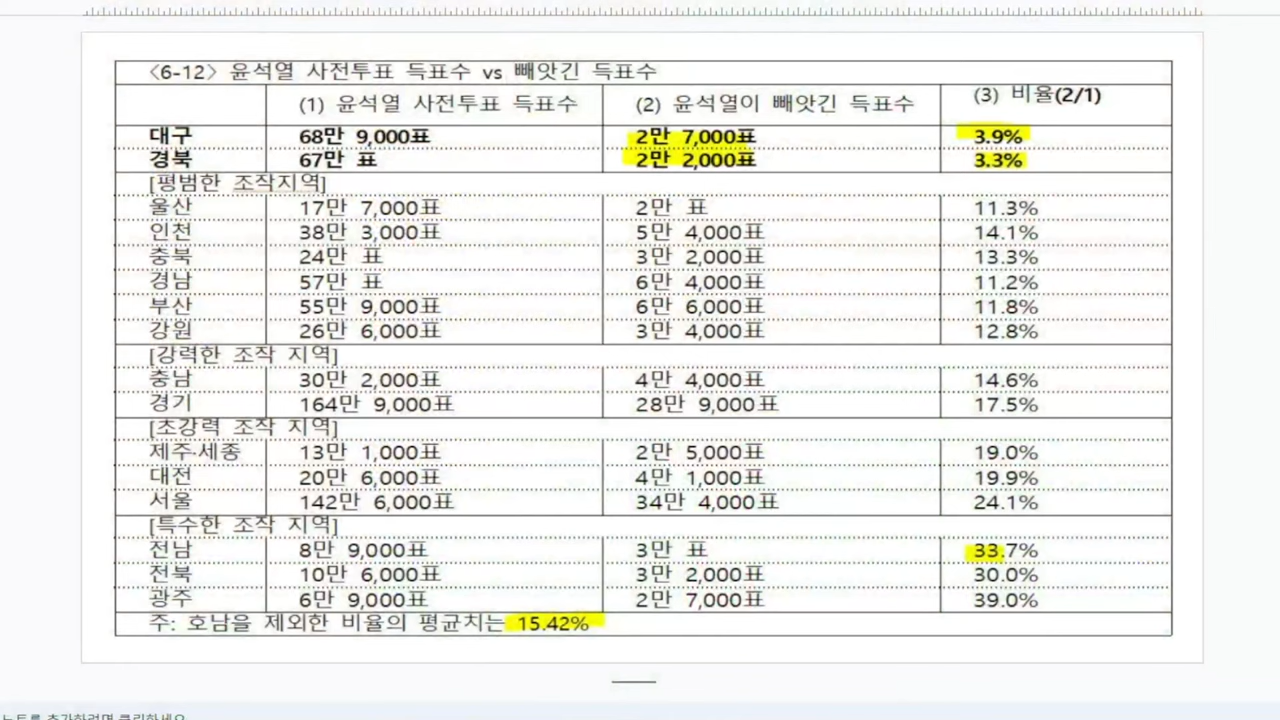 〈6-12〉 윤석열 사전투표 득표수 vs 빼앗긴 득표수
(1) 윤석열 사전투표 득표수 (2) 윤석열이 빼앗긴 득표수 (3) 비율(2/1)
대구 68만 9,000표 2만 7,000표 3.9%
경북 67만 표 2만 2,000표 3.3%
[평범한 조작지역]
울산 17만 7,000표 2만 표 11.3%
인천 38만 3,000표 5만 4,000표 14.1%
충북 24만 표 3만 2,000표 13.3%
경남 57만 표 6만 4,000표 11.2%
부산 55만 9,000표 6만 6,000표 11.8%
강원 26만 6,000표 3만 4,000표 12.8%
[강력한 조작 지역]
충남 30만 2,000표 4만 4,000표 14.6%
경기 164만 9,000표 28만 9,000표 17.5%
[초강력 조작 지역]
제주·세종 13만 1,000표 2만 5,000표 19.0%
대전 20만 6,000표 4만 1,000표 19.9%
서울 142만 6,000표 34만 4,000표 24.1%
[특수한 조작 지역]
전남 8만 9,000표 3만 표 33.7%
전북 10만 6,000표 3만 2,000표 30.0%
광주 6만 9,000표 2만 7,000표 39.0%
주: 호남을 제외한 비율의 평균치는 15.42%
노트를 추가하려면 클릭하세요